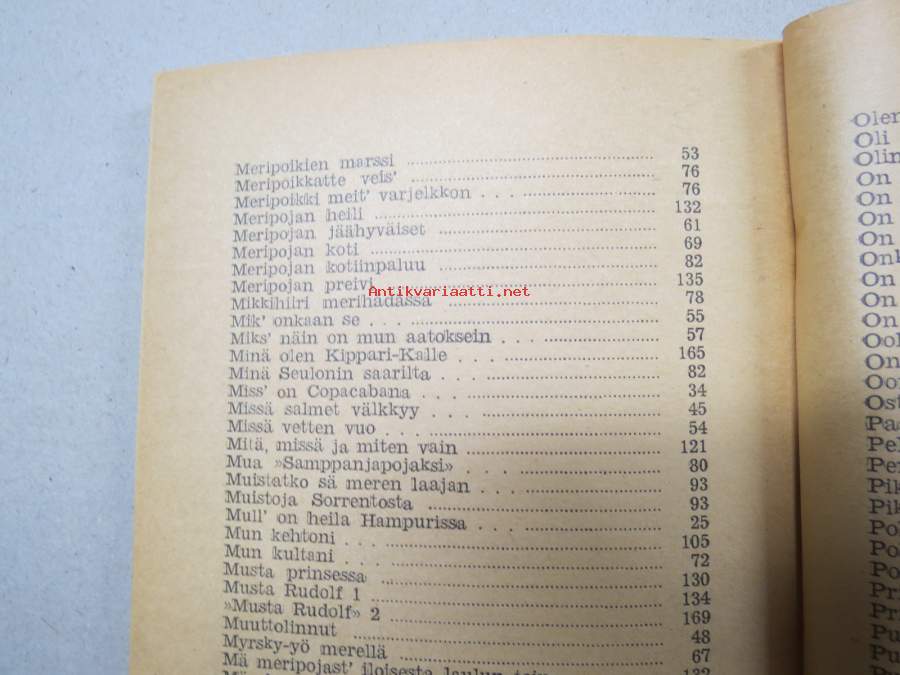 Meripoikien marssi 53
Meripoikkatte veis' 76
Meripoikki meit' varjelkkon . . . 76
Meripojan heili 132
Meripojan jäähyväiset 61
Meripojan koti 69
Meripojan kotiinpaluu 82
Meripojan preivi 135
Antikvariaatti.net
Mikkihiiri merihädässä 78
Mik' onkaan se . . . 55
Miks' näin on mun aatoksein 57
Minä olen Kippari-Kalle . . . 165
Minä Seulonin saarilta 82
Miss' on Copacabana . . . 34
Missä salmet välkkyy . . . 45
Missä vetten vuo . . . 54
Mitä, missä ja miten vain 121
Mua »Samppanjapojaksi» . . . 80
Muistatko sä meren laajan . . . 93
Muistoja Sorrentosta 93
Mull' on heila Hampurissa . . . 25
Mun kehtoni . . . 105
Mun kultani . . . 72
Musta prinsessa 130
Musta Rudolf 1 134
»Musta Rudolf» 2 169
Muuttolinnut 48
Myrsky-yö merellä 67
Mä meripojast' iloisesta laulun 132
Oli
On
On
On
On
On
On
On